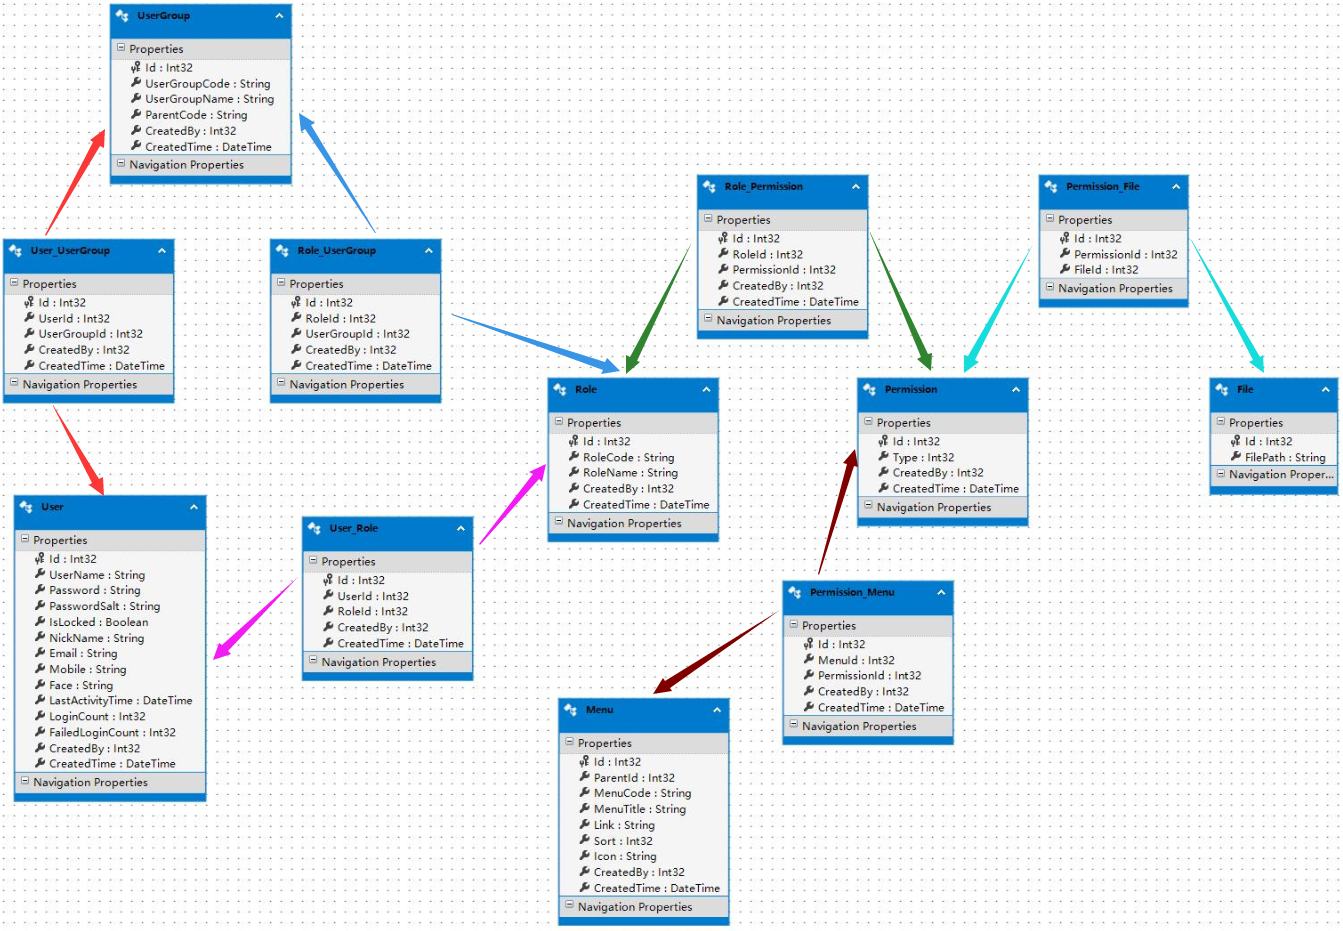 UserGroup
Properties
Id : Int32
UserGroupCode : String
UserGroupName : String
ParentCode : String
CreatedBy : Int32
CreatedTime : DateTime
Navigation Properties
User_UserGroup
Properties
Id : Int32
UserId : Int32
UserGroupId : Int32
CreatedBy : Int32
CreatedTime : DateTime
Navigation Properties
Role_UserGroup
Properties
Id : Int32
RoleId : Int32
UserGroupId : Int32
CreatedBy : Int32
CreatedTime : DateTime
Navigation Properties
Role_Permission
Properties
Id : Int32
RoleId : Int32
PermissionId : Int32
CreatedBy : Int32
CreatedTime : DateTime
Navigation Properties
Permission_File
Properties
Id : Int32
PermissionId : Int32
FileId : Int32
Navigation Properties
Role
Properties
Id : Int32
RoleCode : String
RoleName : String
CreatedBy : Int32
CreatedTime : DateTime
Navigation Properties
Permission
Properties
Id : Int32
Type : Int32
CreatedBy : Int32
CreatedTime : DateTime
Navigation Properties
File
Properties
Id : Int32
FilePath : String
Navigation Proper...
User
Properties
Id : Int32
UserName : String
Password : String
PasswordSalt : String
IsLocked : Boolean
NickName : String
Email : String
Mobile : String
Face : String
LastActivityTime : DateTime
LoginCount : Int32
FailedLoginCount : Int32
CreatedBy : Int32
CreatedTime : DateTime
Navigation Properties
User_Role
Properties
Id : Int32
UserId : Int32
RoleId : Int32
CreatedBy : Int32
CreatedTime : DateTime
Navigation Properties
Permission_Menu
Properties
Id : Int32
MenuId : Int32
PermissionId : Int32
CreatedBy : Int32
CreatedTime : DateTime
Navigation Properties
Menu
Properties
Id : Int32
ParentId : Int32
MenuCode : String
MenuTitle : String
Link : String
Sort : Int32
Icon : String
CreatedBy : Int32
CreatedTime : DateTime
Navigation Properties